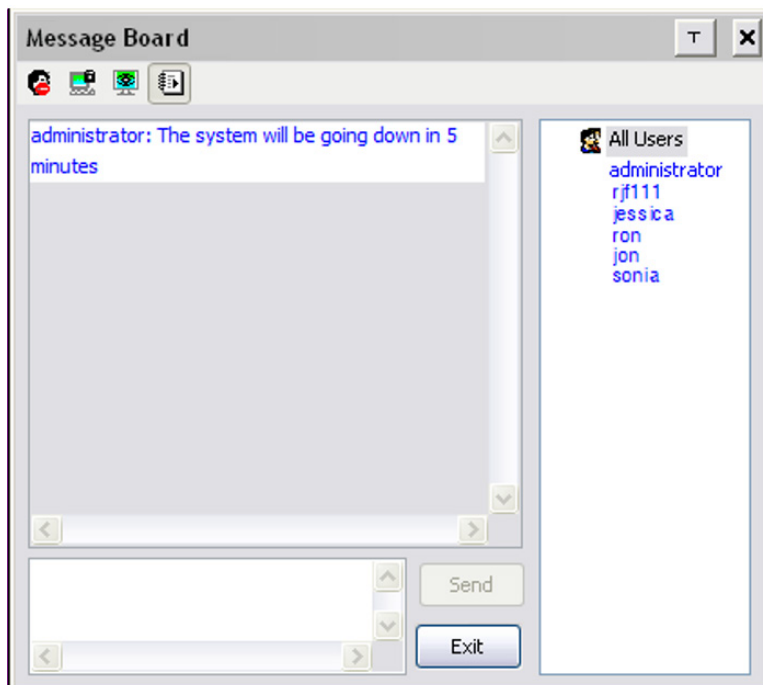 Message Board
T
administrator: The system will be going down in 5
minutes
All Users
administrator
rjf111
jessica
ron
jon
sonia
Send
Exit